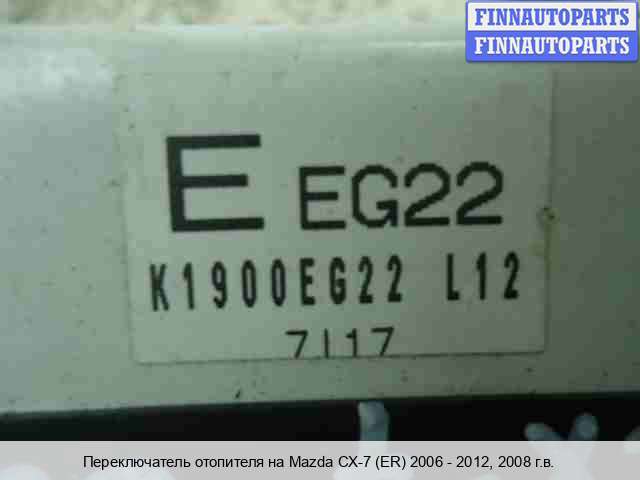 FINNAUTOPARTS
FINNAUTOPARTS
E EG22
K1900EG22 L12
7117
Переключатель отопителя на Mazda CX-7 (ER) 2006 - 2012, 2008 г.в.